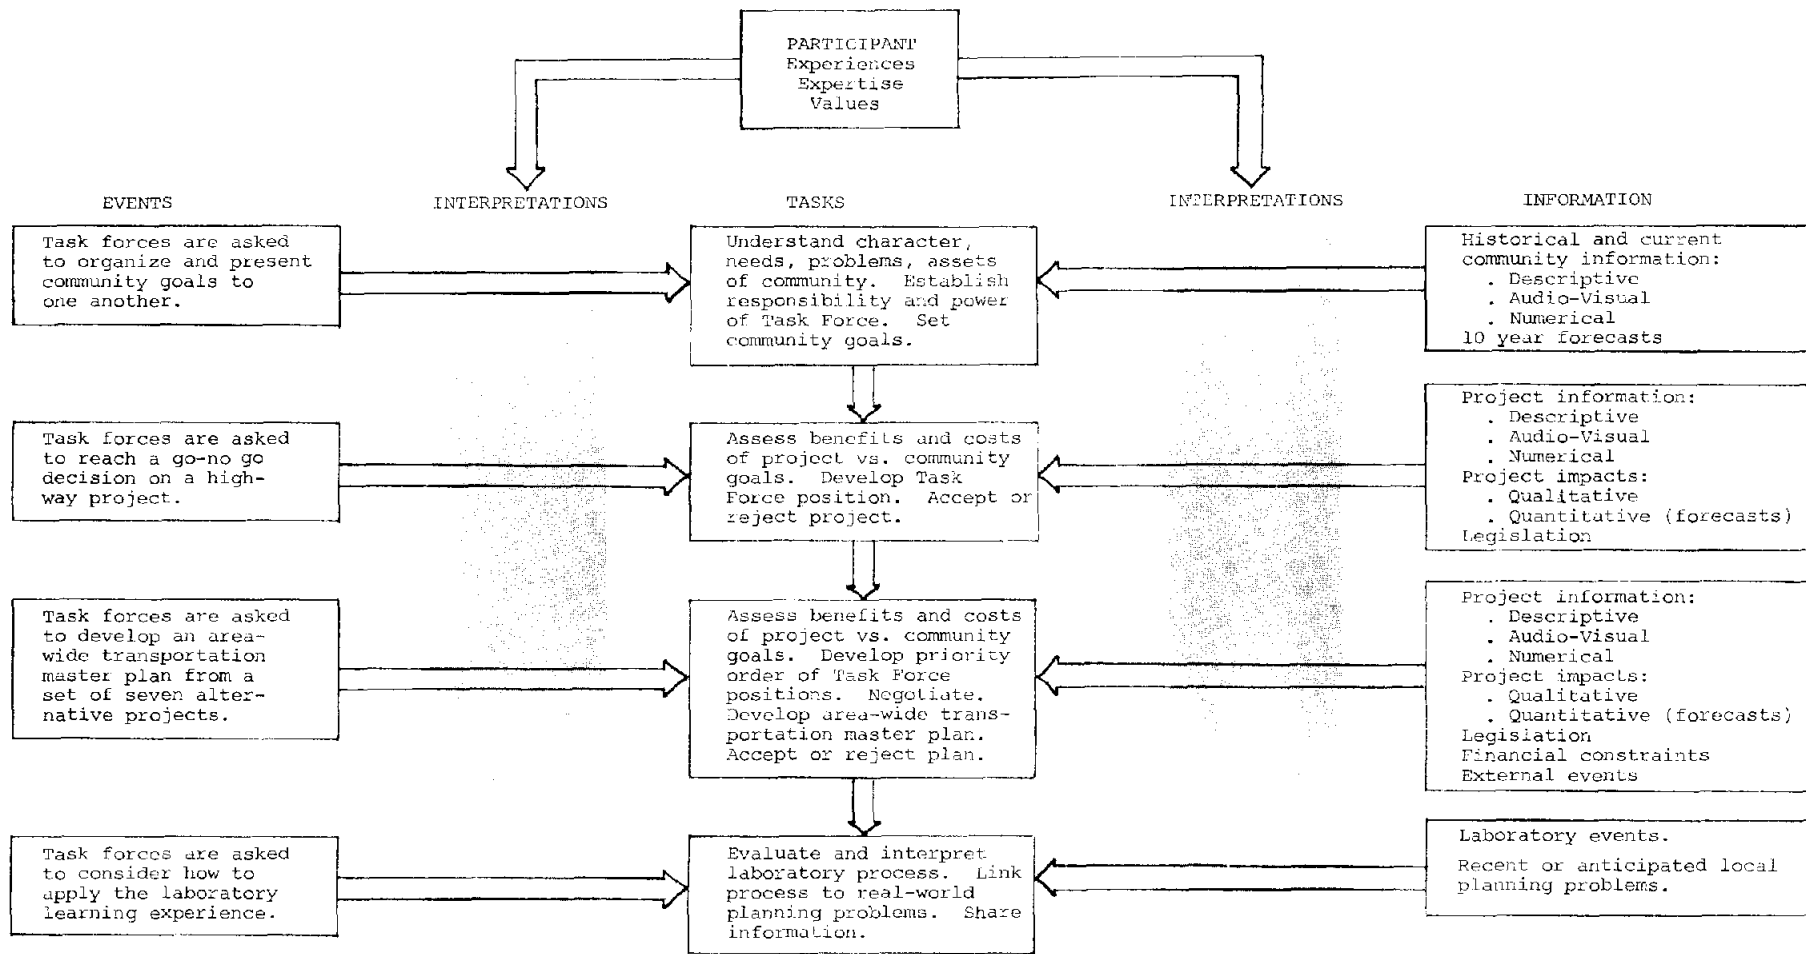 PARTICIPANT
Experiences
Expertise
Values
EVENTS
INTERPRETATIONS
TASKS
INTERPRETATIONS
INFORMATION
Task forces are asked
to organize and present
community goals to
one another.
Understand character,
needs, problems, assets
of community. Establish
responsibility and power
of Task Force. Set
community goals.
Historical and current
community information:
. Descriptive
. Audio-Visual
. Numerical
10 year forecasts
Task forces are asked
to reach a go-no go
decision on a high-
way project.
Assess benefits and costs
of project vs. community
goals. Develop Task
Force position. Accept or
reject project.
Project information:
. Descriptive
. Audio-Visual
. Numerical
Project impacts:
. Qualitative
. Quantitative (forecasts)
Legislation
Task forces are asked
to develop an area-
wide transportation
master plan from a
set of seven alter-
native projects.
Assess benefits and costs
of project vs. community
goals. Develop priority
order of Task Force
positions. Negotiate.
Develop area-wide trans-
portation master plan.
Accept or reject plan.
Project information:
. Descriptive
. Audio-Visual
. Numerical
Project impacts:
. Qualitative
. Quantitative (forecasts)
Legislation
Financial constraints
External events
Task forces are asked
to consider how to
apply the laboratory
learning experience.
Evaluate and interpret
laboratory process. Link
process to real-world
planning problems. Share
information.
Laboratory events.
Recent or anticipated local
planning problems.